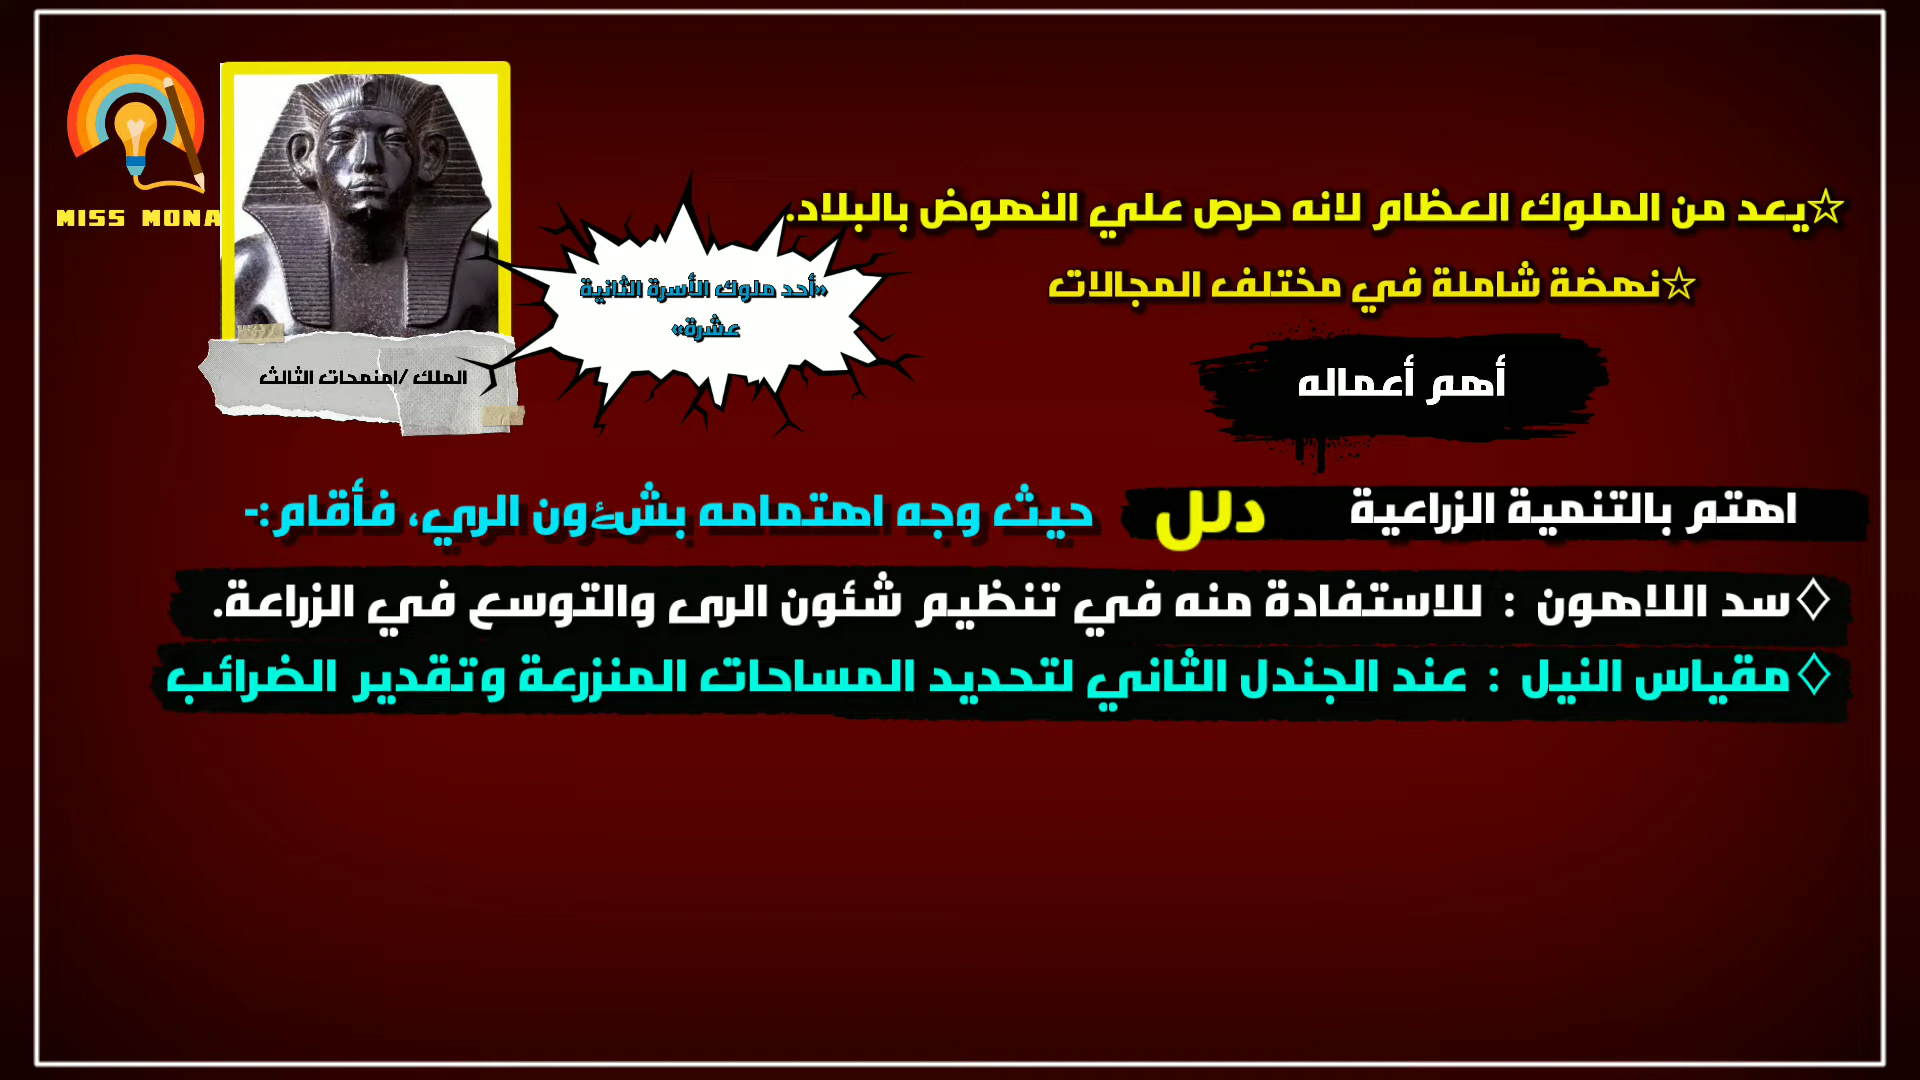 MISS MONA
☆يعد من الملوك العظام لانه حرص علي النهوض بالبلاد.
☆نهضة شاملة في مختلف المجالات
«أحد ملوك الأسرة الثانية
عشرة»
الملك /امنمحات الثالث
أهم أعماله
اهتم بالتنمية الزراعية دلل حيث وجه اهتمامه بشئون الري، فأقام:-
♢سد اللاهون : للاستفادة منه في تنظيم شئون الرى والتوسع في الزراعة.
♢مقياس النيل : عند الجندل الثاني لتحديد المساحات المنزرعة وتقدير الضرائب